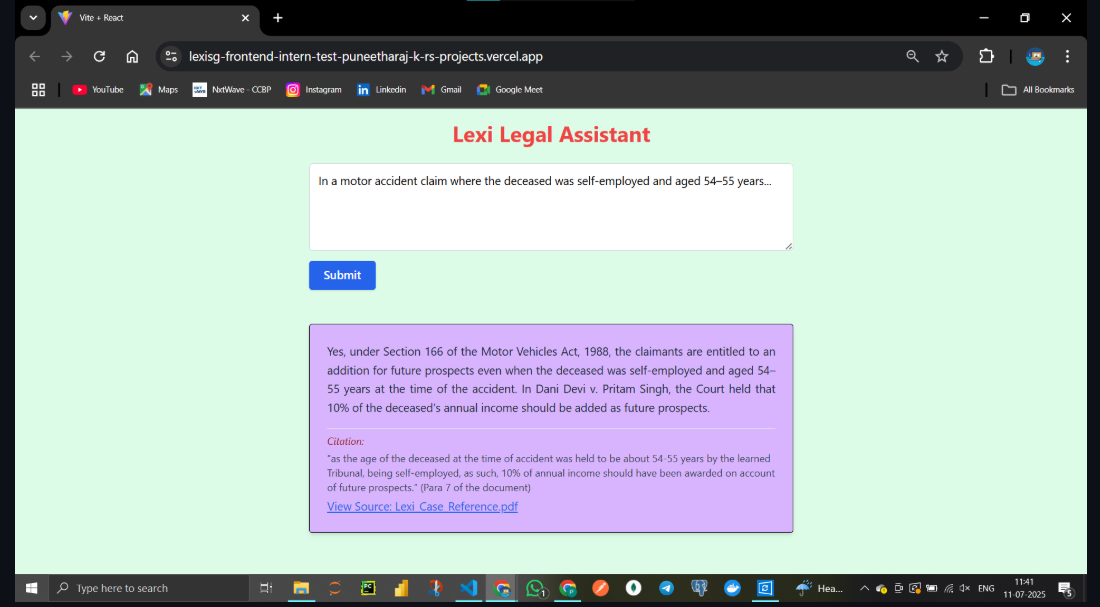 Vite + React
lexisg-frontend-intern-test-puneetharaj-k-rs-projects.vercel.app
YouTube Maps NxtWave - CCBP Instagram Linkedin Gmail Google Meet All Bookmarks
Lexi Legal Assistant
In a motor accident claim where the deceased was self-employed and aged 54–55 years...
Submit
Yes, under Section 166 of the Motor Vehicles Act, 1988, the claimants are entitled to an
addition for future prospects even when the deceased was self-employed and aged 54–
55 years at the time of the accident. In Dani Devi v. Pritam Singh, the Court held that
10% of the deceased's annual income should be added as future prospects.
Citation:
"as the age of the deceased at the time of accident was held to be about 54-55 years by the learned
Tribunal, being self-employed, as such, 10% of annual income should have been awarded on account
of future prospects." (Para 7 of the document)
View Source: Lexi_Case_Reference.pdf
Type here to search PC 1 Hea... ENG 11:41
11-07-2025 5